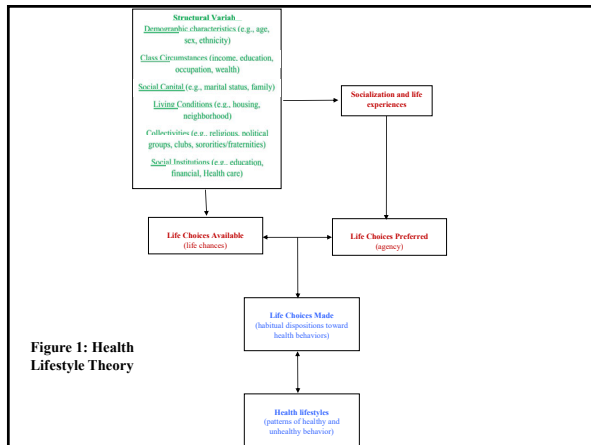 Structural Variab
Demographic characteristics (e.g., age,
sex, ethnicity)
Class Circumstances (income, education,
occupation, wealth)
Social Capital (e.g., marital status, family)
Living Conditions (e.g., housing,
neighborhood)
Collectivities (e.g., religious, political
groups, clubs, sororities/fraternities)
Social Institutions (e.g., education,
financial, Health care)
Socialization and life
experiences
Life Choices Available
(life chances)
Life Choices Preferred
(agency)
Life Choices Made
(habitual dispositions toward
health behaviors)
Figure 1: Health
Lifestyle Theory
Health lifestyles
(patterns of healthy and
unhealthy behavior)